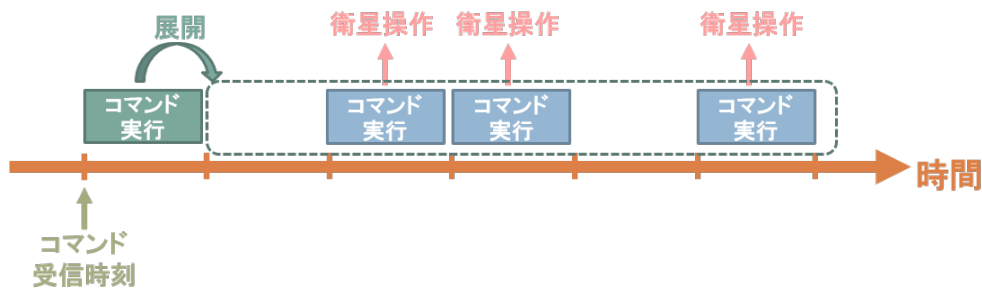 展開
衛星操作
衛星操作
衛星操作
コマンド
実行
コマンド
実行
コマンド
実行
コマンド
実行
時間
コマンド
受信時刻